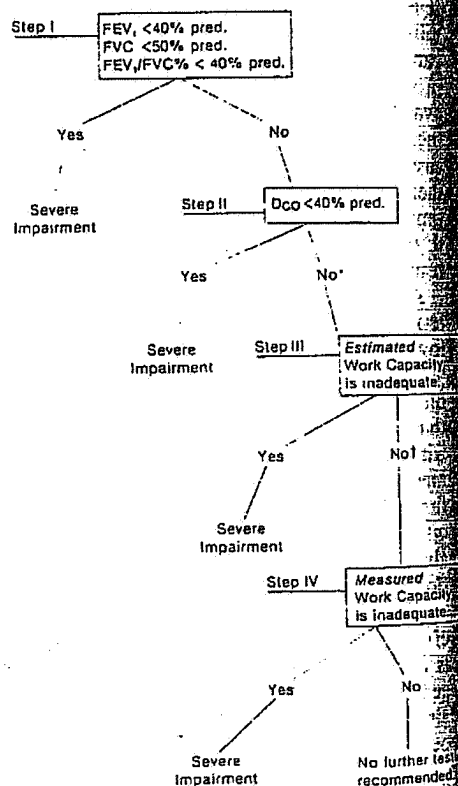 Step I
FEV₁ <40% pred.
FVC <50% pred.
FEV₁/FVC% < 40% pred.
Yes
No
Severe
Impairment
Step II
DCO <40% pred.
Yes
No*
Severe
Impairment
Step III
Estimated
Work Capacity
is inadequate
Yes
No†
Severe
Impairment
Step IV
Measured
Work Capacity
is inadequate
Yes
No
Severe
Impairment
No further
recommended